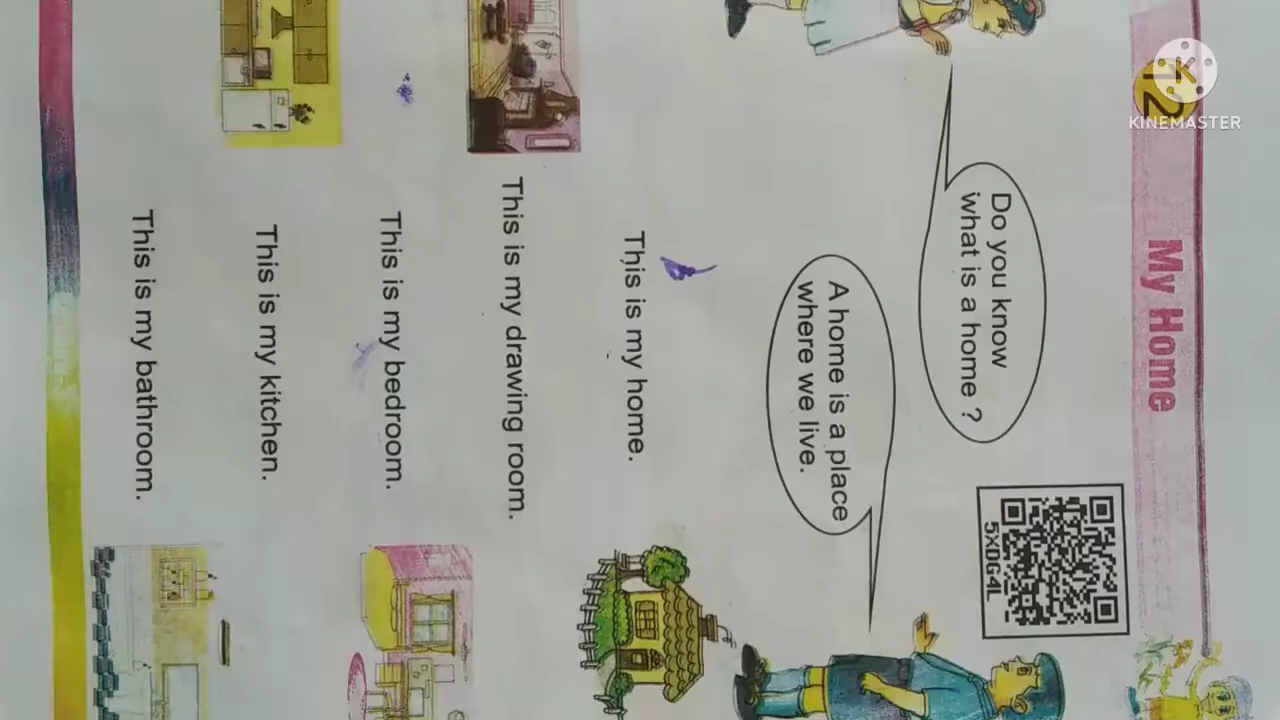 12
My Home
KINEMASTER
5XDG4L
Do you know
what is a home ?
A home is a place
where we live.
This is my home.
This is my drawing room.
This is my bedroom.
This is my kitchen.
This is my bathroom.